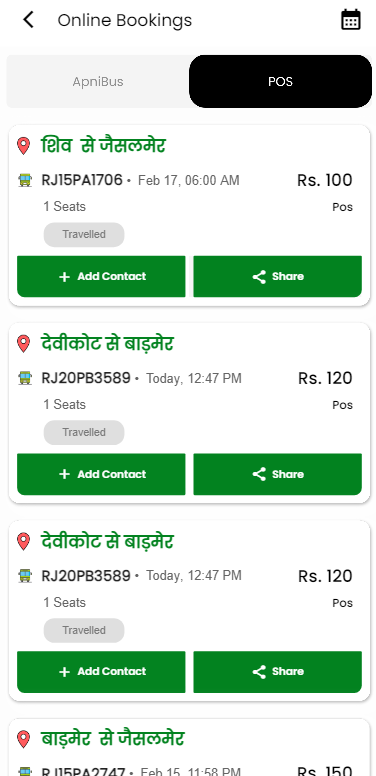 Online Bookings
ApniBus POS
शिव से जैसलमेर
RJ15PA1706 • Feb 17, 06:00 AM Rs. 100
1 Seats Pos
Travelled
+ Add Contact Share
देवीकोट से बाड़मेर
RJ20PB3589 • Today, 12:47 PM Rs. 120
1 Seats Pos
Travelled
+ Add Contact Share
देवीकोट से बाड़मेर
RJ20PB3589 • Today, 12:47 PM Rs. 120
1 Seats Pos
Travelled
+ Add Contact Share
बाड़मेर से जैसलमेर
RJ15PA2747 • Feb 15, 11:58 PM Rs. 150